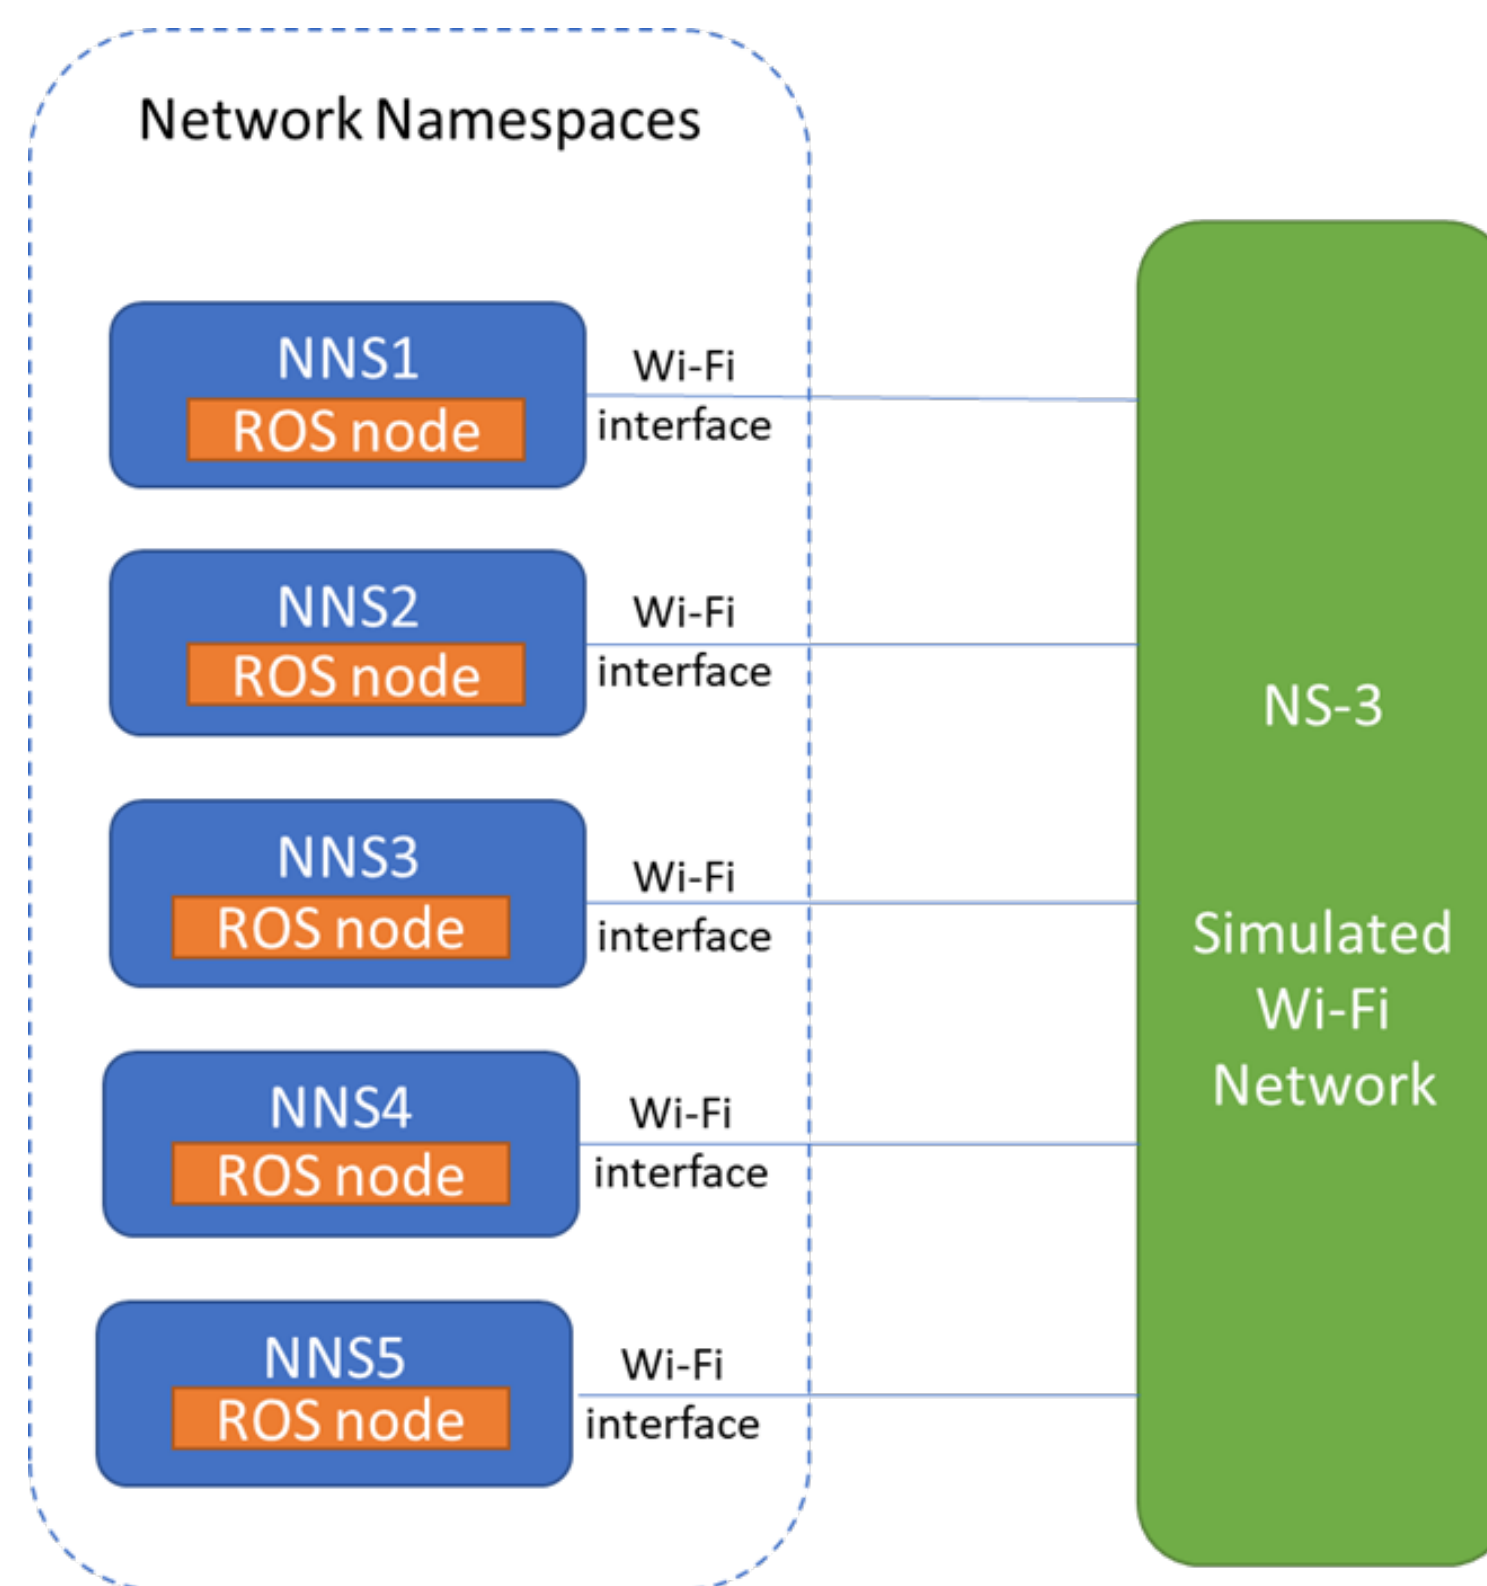 Network Namespaces
NNS1
ROS node
Wi-Fi
interface
NNS2
ROS node
Wi-Fi
interface
NNS3
ROS node
Wi-Fi
interface
NNS4
ROS node
Wi-Fi
interface
NNS5
ROS node
Wi-Fi
interface
NS-3
Simulated
Wi-Fi
Network